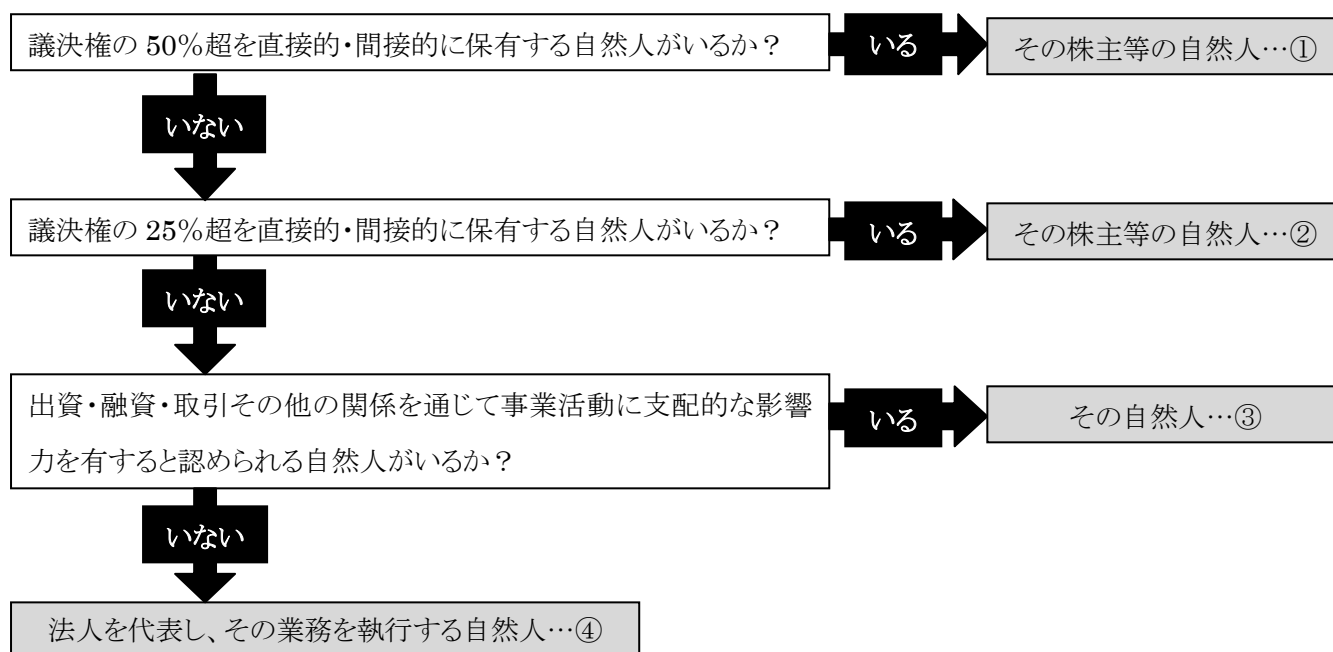 議決権の 50%超を直接的・間接的に保有する自然人がいるか？
いる
その株主等の自然人…①
いない
議決権の 25%超を直接的・間接的に保有する自然人がいるか？
いる
その株主等の自然人…②
いない
出資・融資・取引その他の関係を通じて事業活動に支配的な影響
力を有すると認められる自然人がいるか？
いる
その自然人…③
いない
法人を代表し、その業務を執行する自然人…④